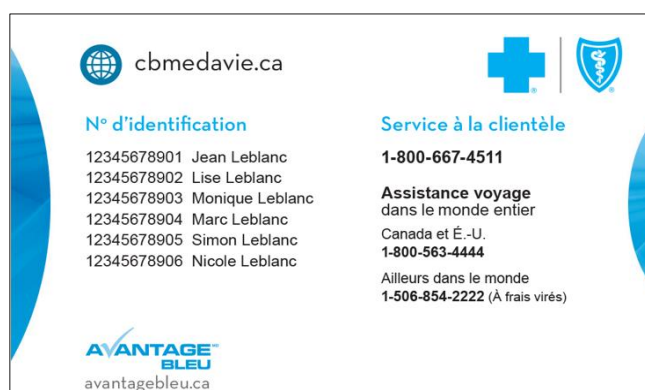 cbmedavie.ca
Nº d'identification
12345678901 Jean Leblanc
12345678902 Lise Leblanc
12345678903 Monique Leblanc
12345678904 Marc Leblanc
12345678905 Simon Leblanc
12345678906 Nicole Leblanc
AVANTAGE
BLEU
avantagebleu.ca
Service à la clientèle
1-800-667-4511
Assistance voyage
dans le monde entier
Canada et É.-U.
1-800-563-4444
Ailleurs dans le monde
1-506-854-2222 (À frais virés)